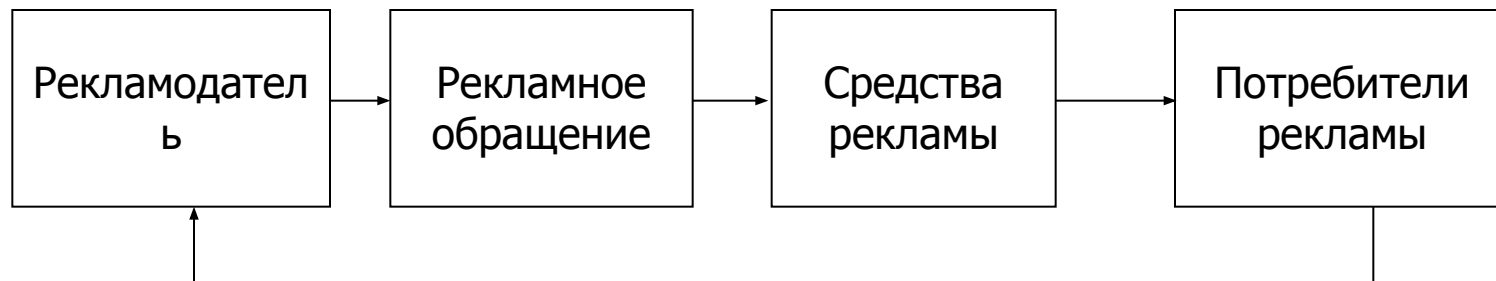 Рекламодател
ь
Рекламное
обращение
Средства
рекламы
Потребители
рекламы